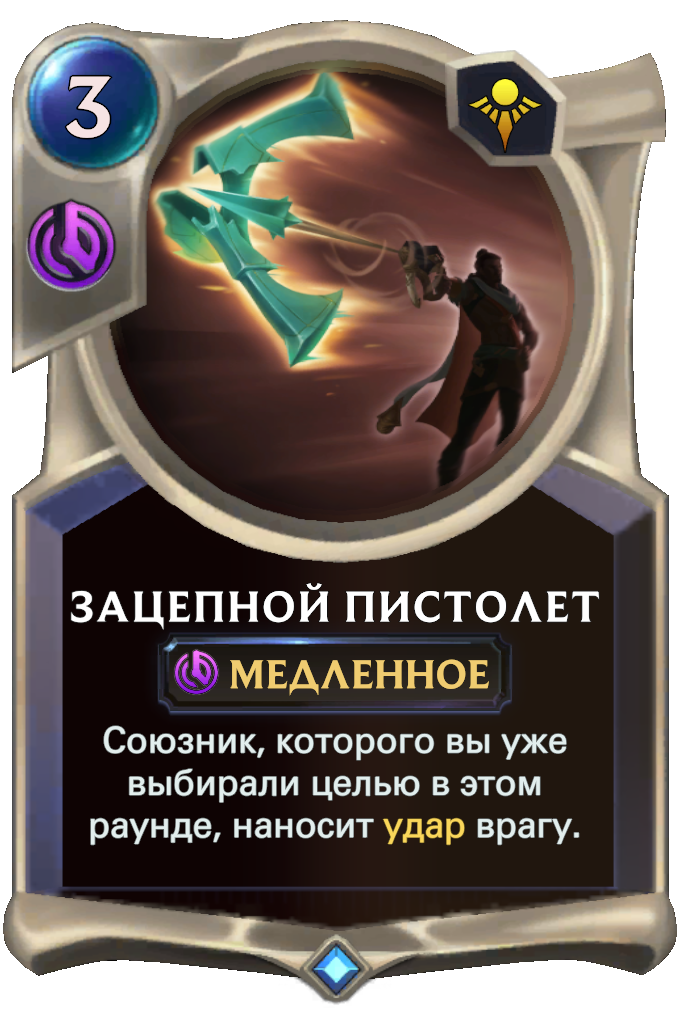 3
ЗАЦЕПНОЙ ПИСТОЛЕТ
МЕДЛЕННОЕ
Союзник, которого вы уже
выбирали целью в этом
раунде, наносит удар врагу.